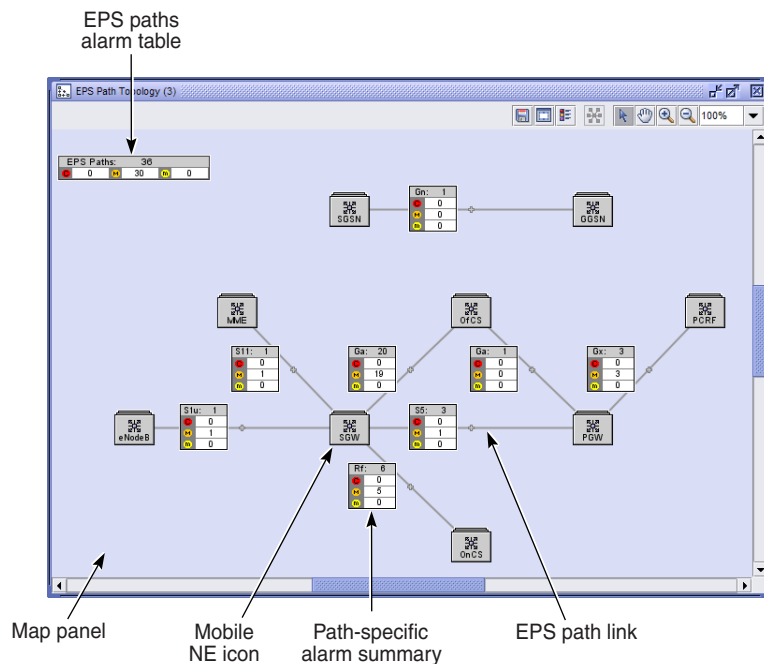 EPS paths
alarm table
EPS Path Topology (3)
100%
EPS Paths: 36
C 0 M 30 m 0
Gn: 1
C 0
M 0
m 0
SGSN
GGSN
MME
OfCS
PCRF
S11: 1
C 0
M 1
m 0
Ga: 20
C 0
M 19
m 0
Ga: 1
C 0
M 0
m 0
Gx: 3
C 0
M 3
m 0
S1u: 1
C 0
M 1
m 0
S5: 3
C 0
M 1
m 0
eNodeB
SGW
PGW
Rf: 6
C 0
M 5
m 0
OnCS
Map panel
Mobile
NE icon
Path-specific
alarm summary
EPS path link